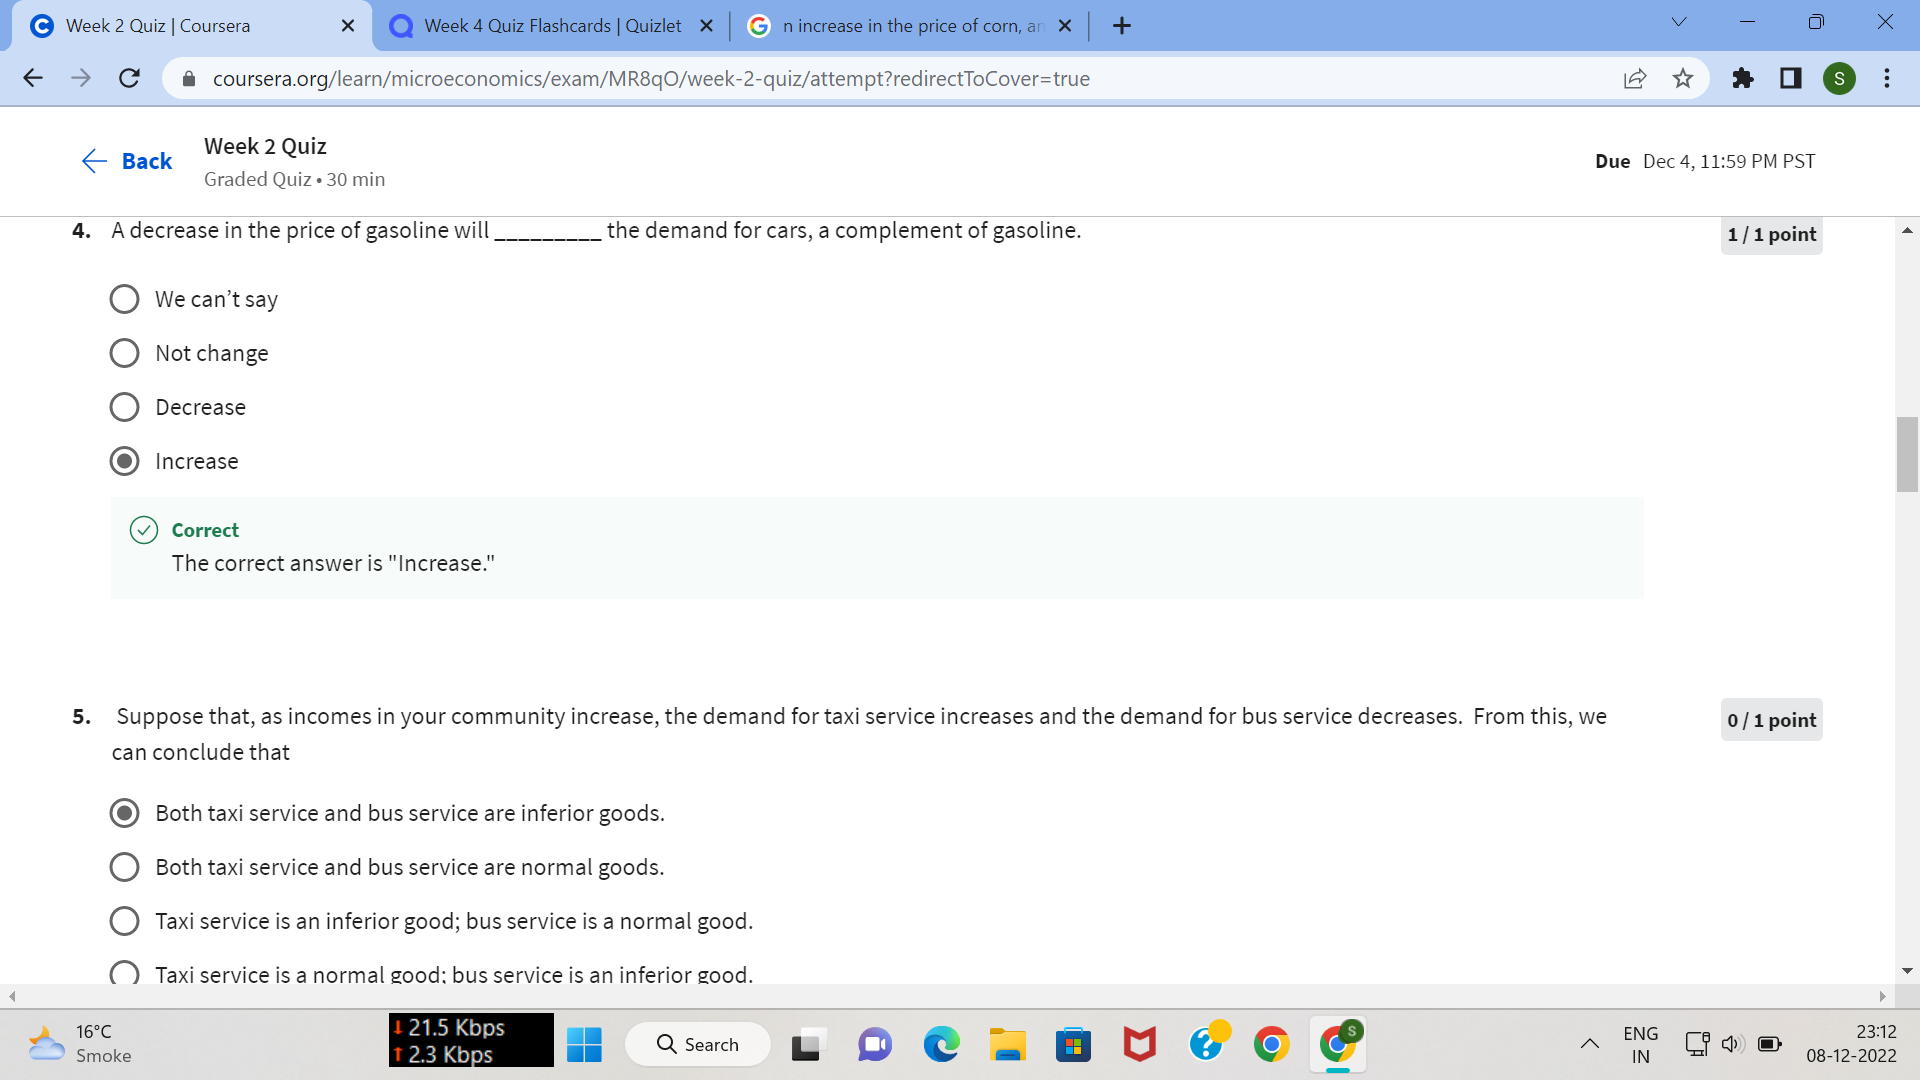 Week 2 Quiz | Coursera
Week 4 Quiz Flashcards | Quizlet
n increase in the price of corn, an
coursera.org/learn/microeconomics/exam/MR8qO/week-2-quiz/attempt?redirectToCover=true
S
Back
Week 2 Quiz
Graded Quiz • 30 min
Due Dec 4, 11:59 PM PST
4. A decrease in the price of gasoline will _________ the demand for cars, a complement of gasoline.
1 / 1 point
We can’t say
Not change
Decrease
Increase
Correct
The correct answer is "Increase."
5. Suppose that, as incomes in your community increase, the demand for taxi service increases and the demand for bus service decreases. From this, we
can conclude that
0 / 1 point
Both taxi service and bus service are inferior goods.
Both taxi service and bus service are normal goods.
Taxi service is an inferior good; bus service is a normal good.
Taxi service is a normal good; bus service is an inferior good.
16°C
Smoke
21.5 Kbps
2.3 Kbps
Search
S
ENG
IN
23:12
08-12-2022